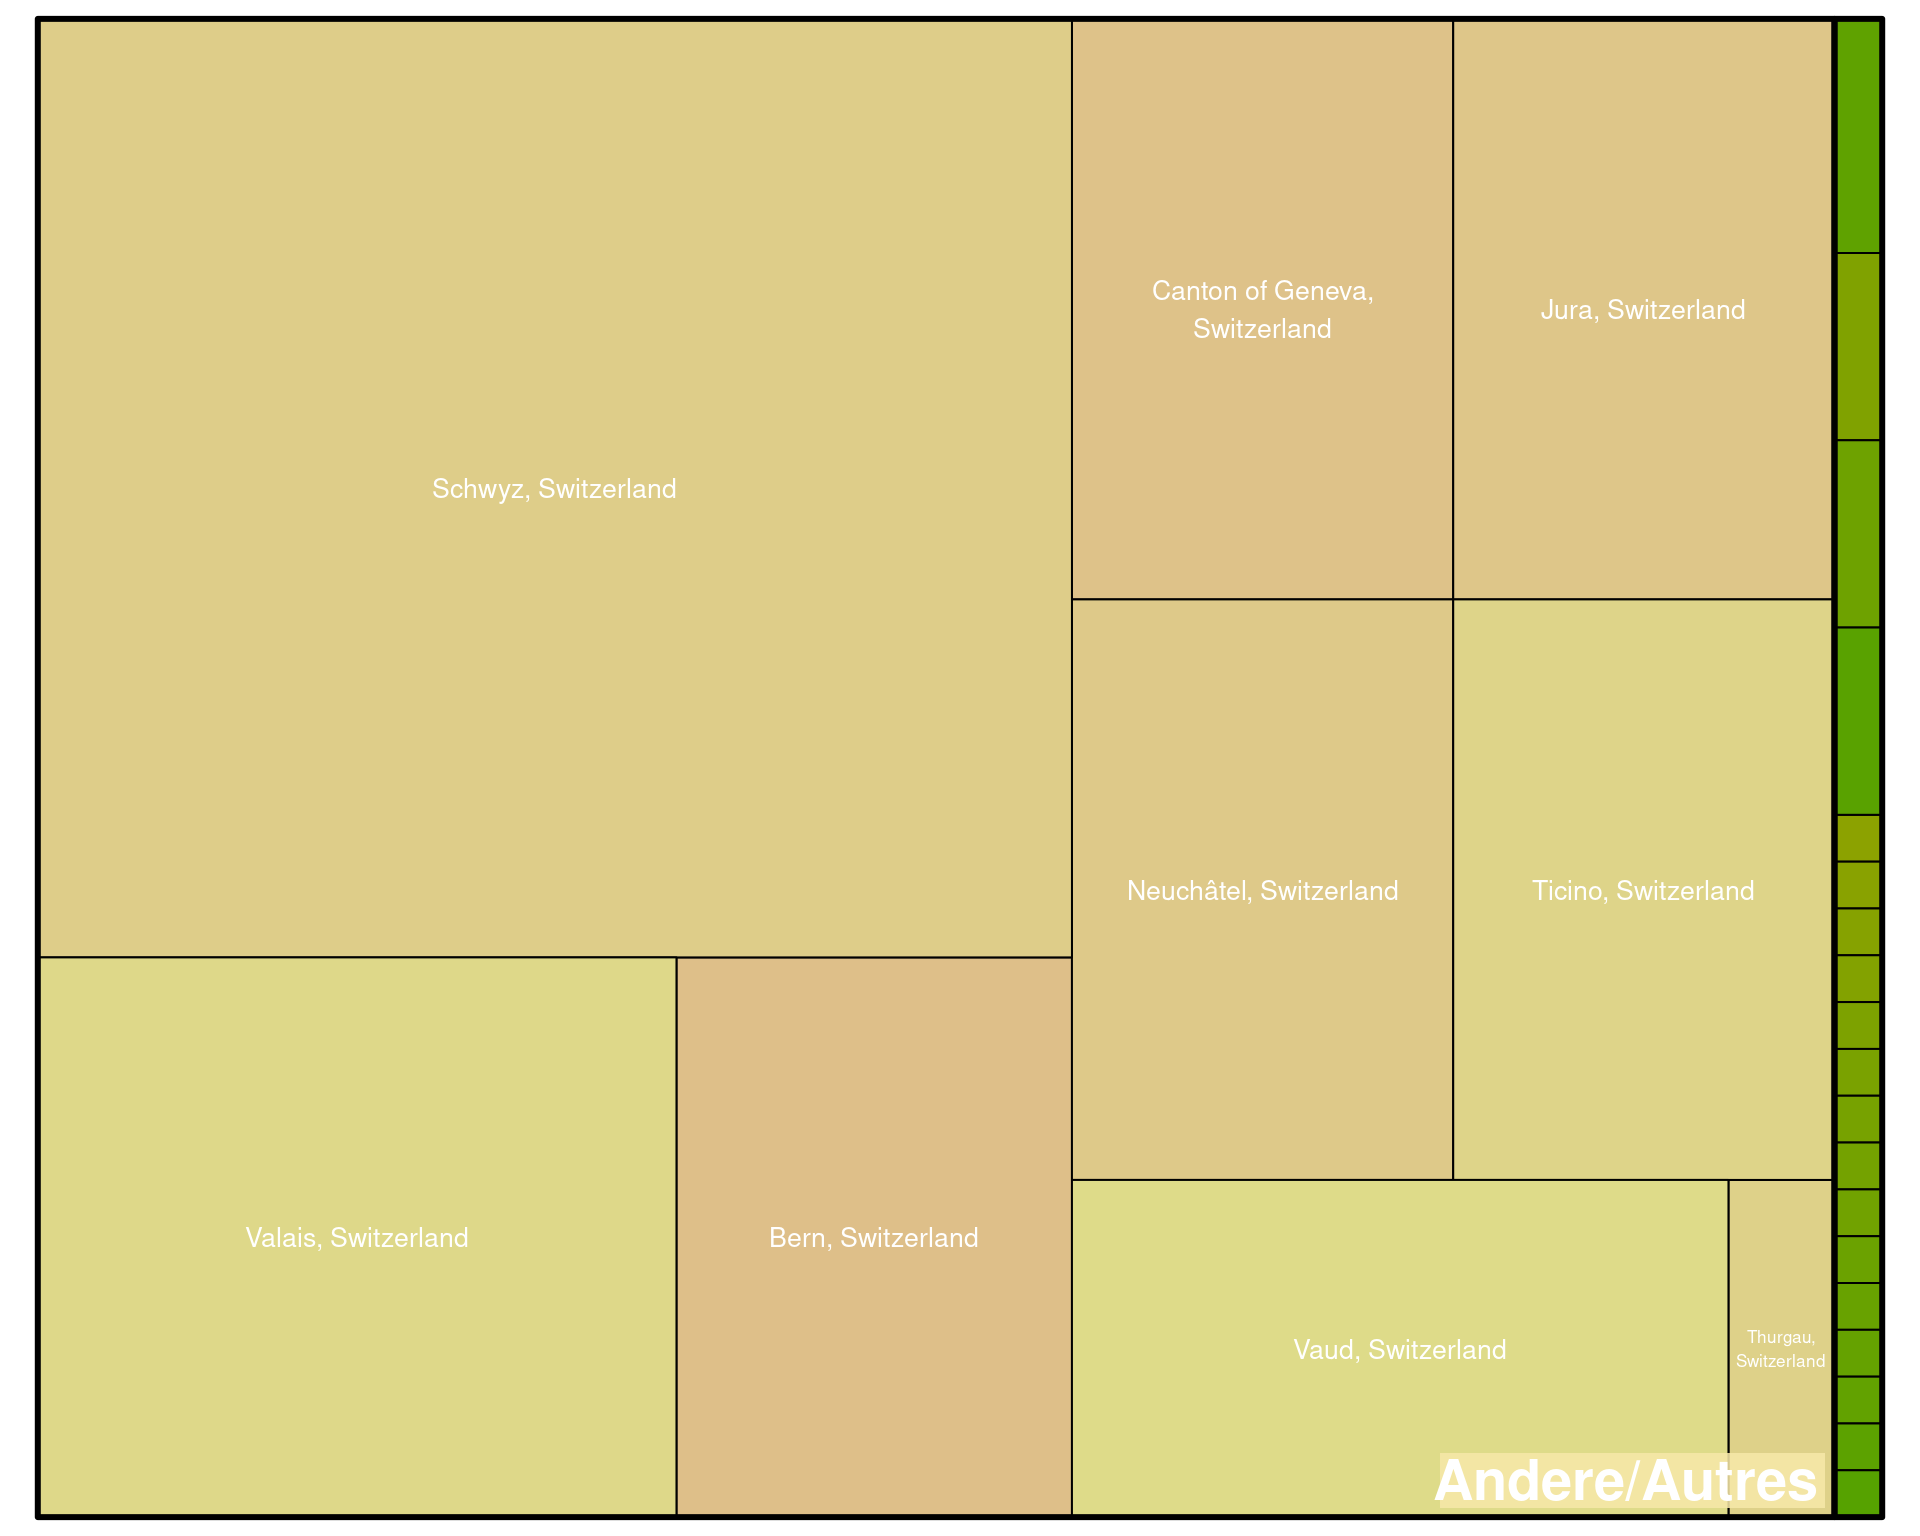 Schwyz, Switzerland
Canton of Geneva,
Switzerland
Jura, Switzerland
Neuchâtel, Switzerland
Ticino, Switzerland
Valais, Switzerland
Bern, Switzerland
Vaud, Switzerland
Thurgau,
Switzerland
Andere/Autres